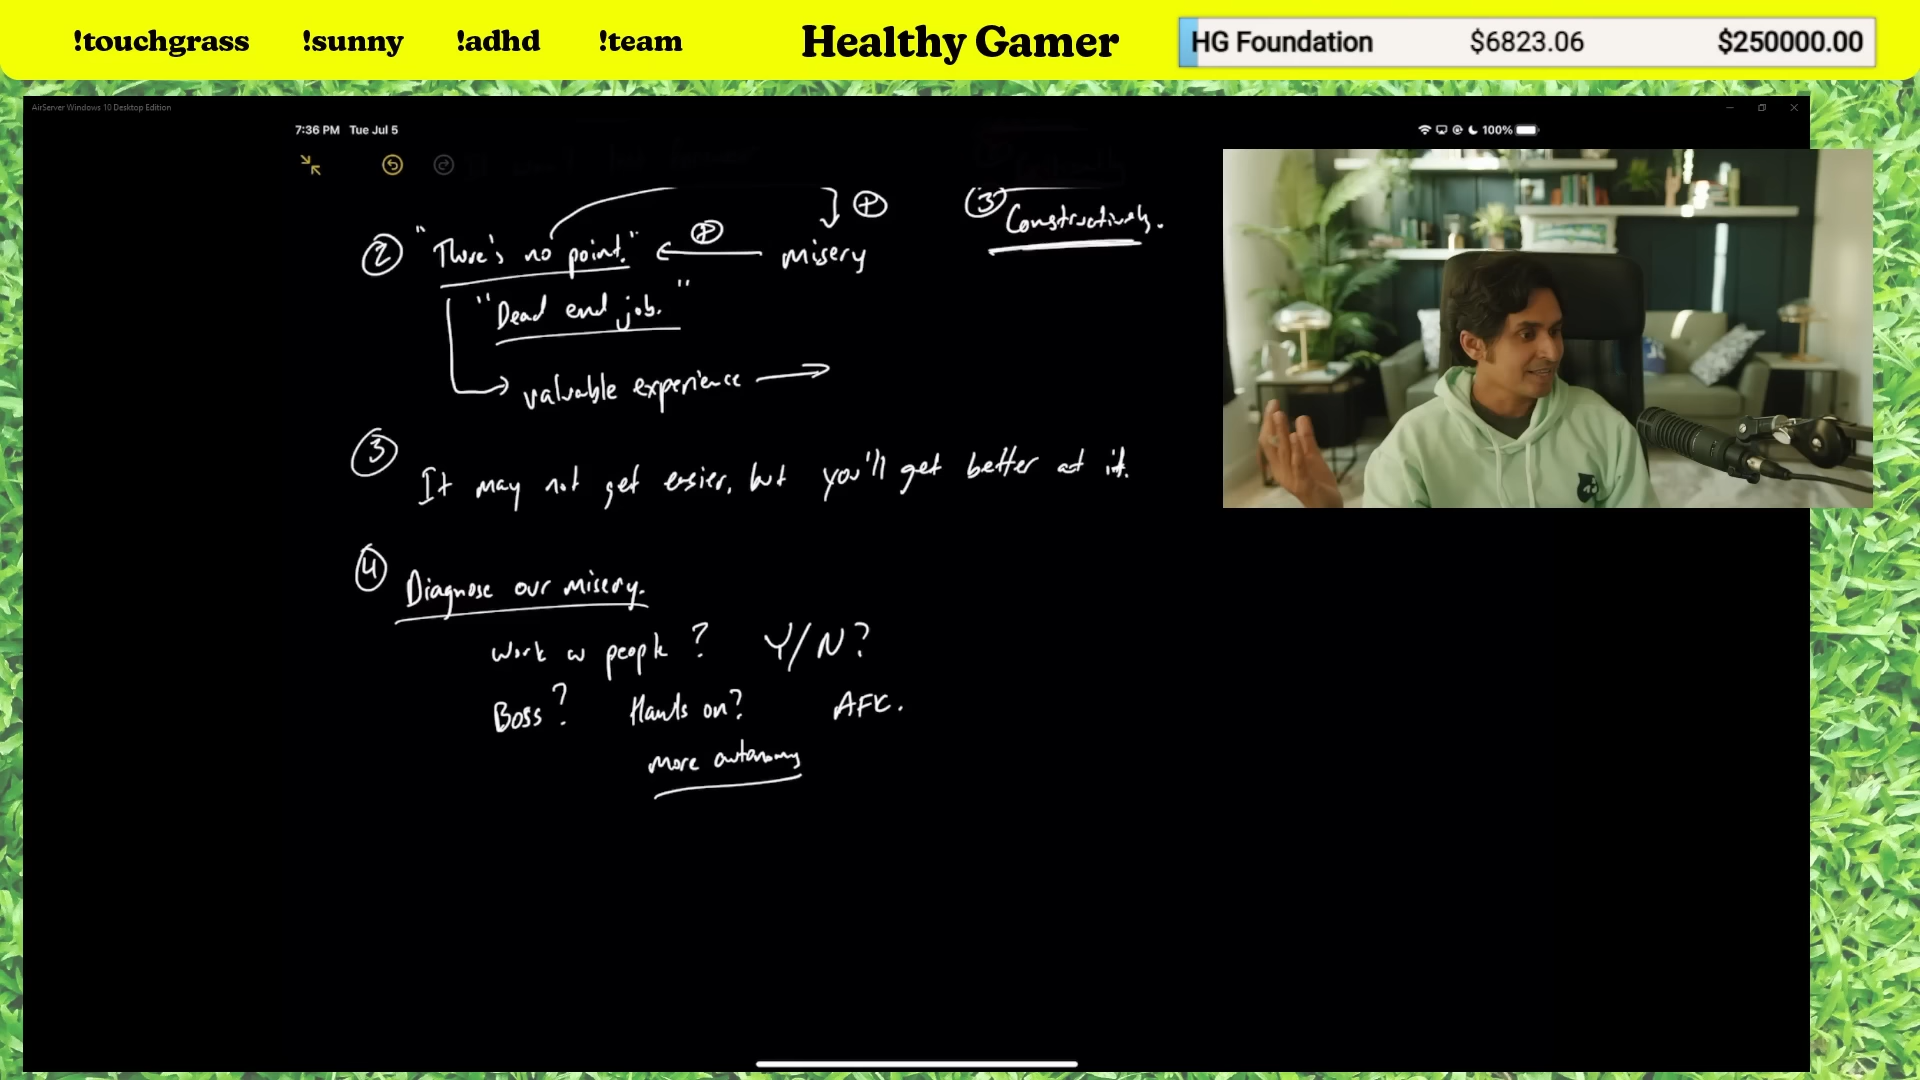 !touchgrass !sunny !adhd !team Healthy Gamer HG Foundation $6823.06 $250000.00
AirServer Windows 10 Desktop Edition
7:36 PM Tue Jul 5 100%
③ Constructively.
② "There's no point." ← ⊕ misery ⊕
"Dead end job."
valuable experience →
③ It may not get easier, but you'll get better at it.
④ Diagnose our misery.
Work w people? Y/N?
Boss? Hands on? AFK.
more autonomy